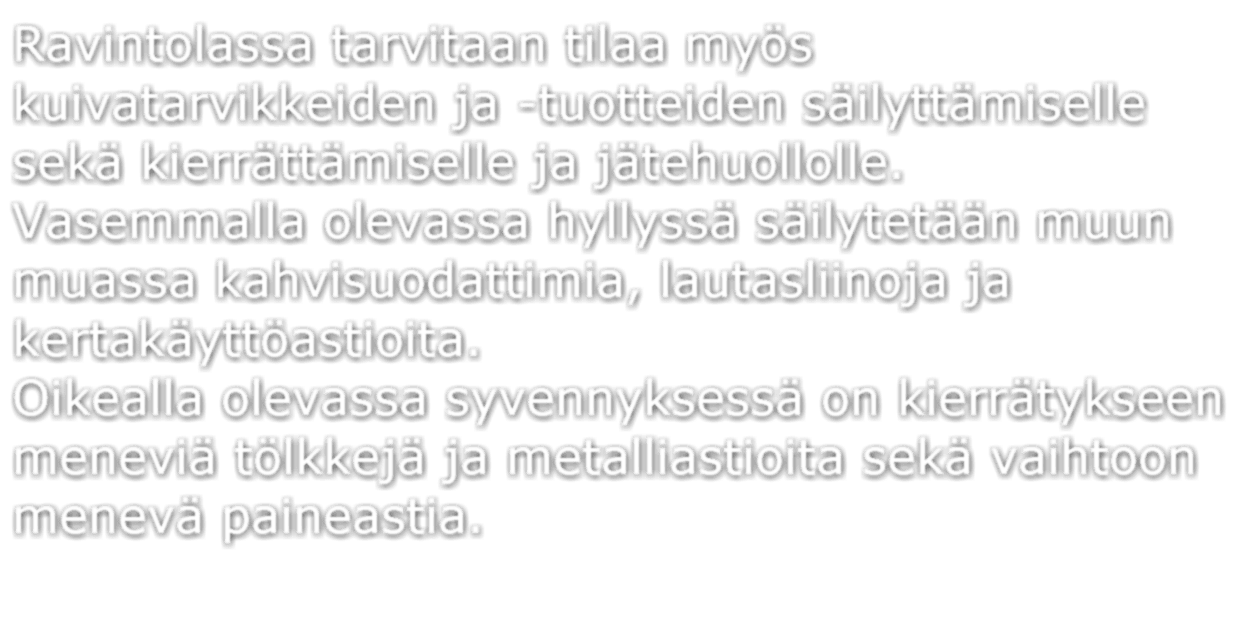 Ravintolassa tarvitaan tilaa myös
kuivatarvikkeiden ja -tuotteiden säilyttämiselle
sekä kierrättämiselle ja jätehuollolle.
Vasemmalla olevassa hyllyssä säilytetään muun
muassa kahvisuodattimia, lautasliinoja ja
kertakäyttöastioita.
Oikealla olevassa syvennyksessä on kierrätykseen
meneviä tölkkejä ja metalliastioita sekä vaihtoon
menevä paineastia.